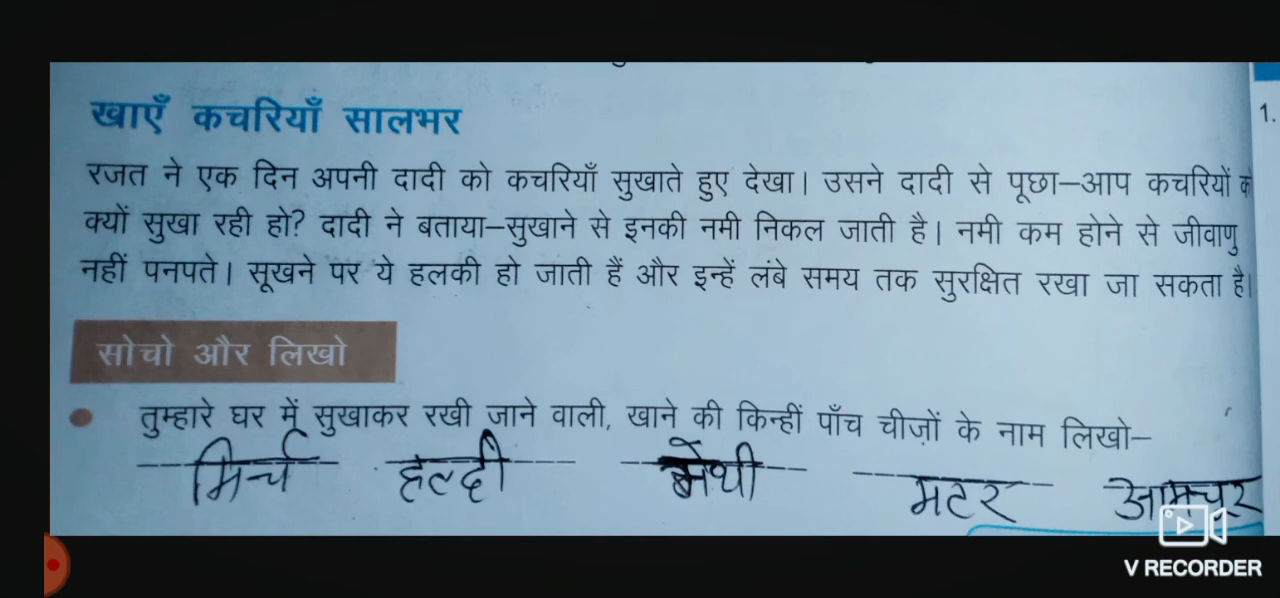 खाएँ कचरियाँ सालभर
1.
रजत ने एक दिन अपनी दादी को कचरियाँ सुखाते हुए देखा। उसने दादी से पूछा–आप कचरियों को
क्यों सुखा रही हो? दादी ने बताया–सुखाने से इनकी नमी निकल जाती है। नमी कम होने से जीवाणु
नहीं पनपते। सूखने पर ये हलकी हो जाती हैं और इन्हें लंबे समय तक सुरक्षित रखा जा सकता है।
सोचो और लिखो
तुम्हारे घर में सुखाकर रखी जाने वाली, खाने की किन्हीं पाँच चीज़ों के नाम लिखो–
मिर्च हल्दी मेथी मटर आमचूर
V RECORDER